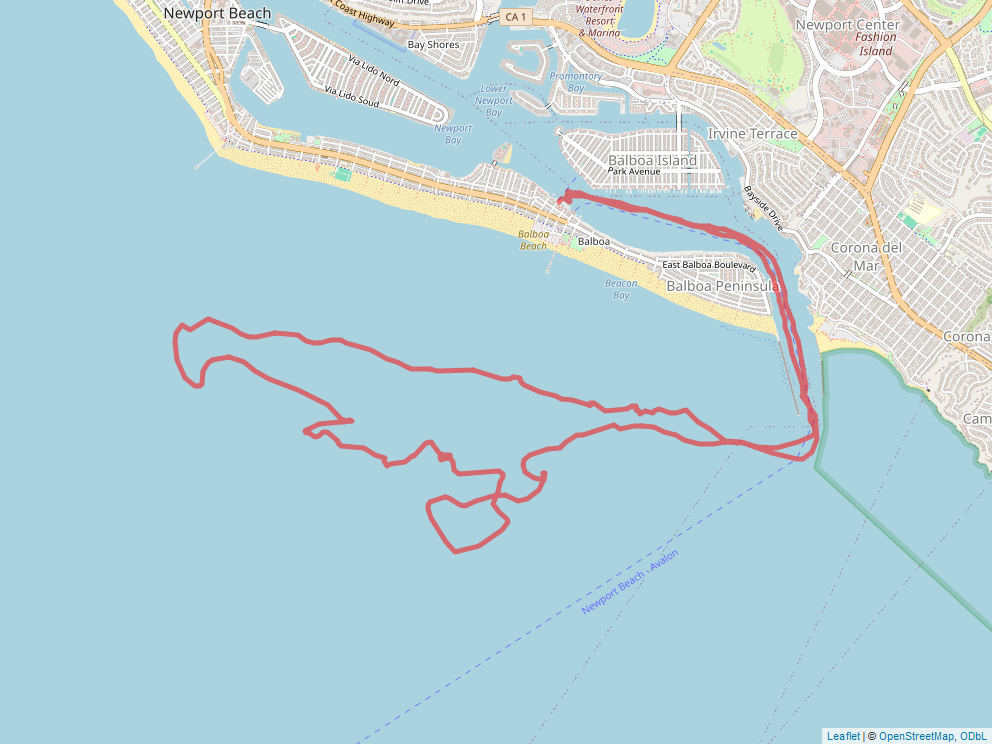 Newport Beach
Coast Highway
CA 1
Waterfront
Resort
& Marina
Newport Center
Fashion
Island
Bay Shores
Via Lido Nord
Via Lido Soud
Promontory
Bay
Lower
Newport
Bay
Newport
Bay
Irvine Terrace
Balboa Island
Park Avenue
Bayside Drive
Balboa
Beach
Balboa
Corona del
Mar
East Balboa Boulevard
Beacon
Bay
Balboa Peninsula
Corona
Cam
Newport Beach - Avalon
Leaflet | © OpenStreetMap, ODbL